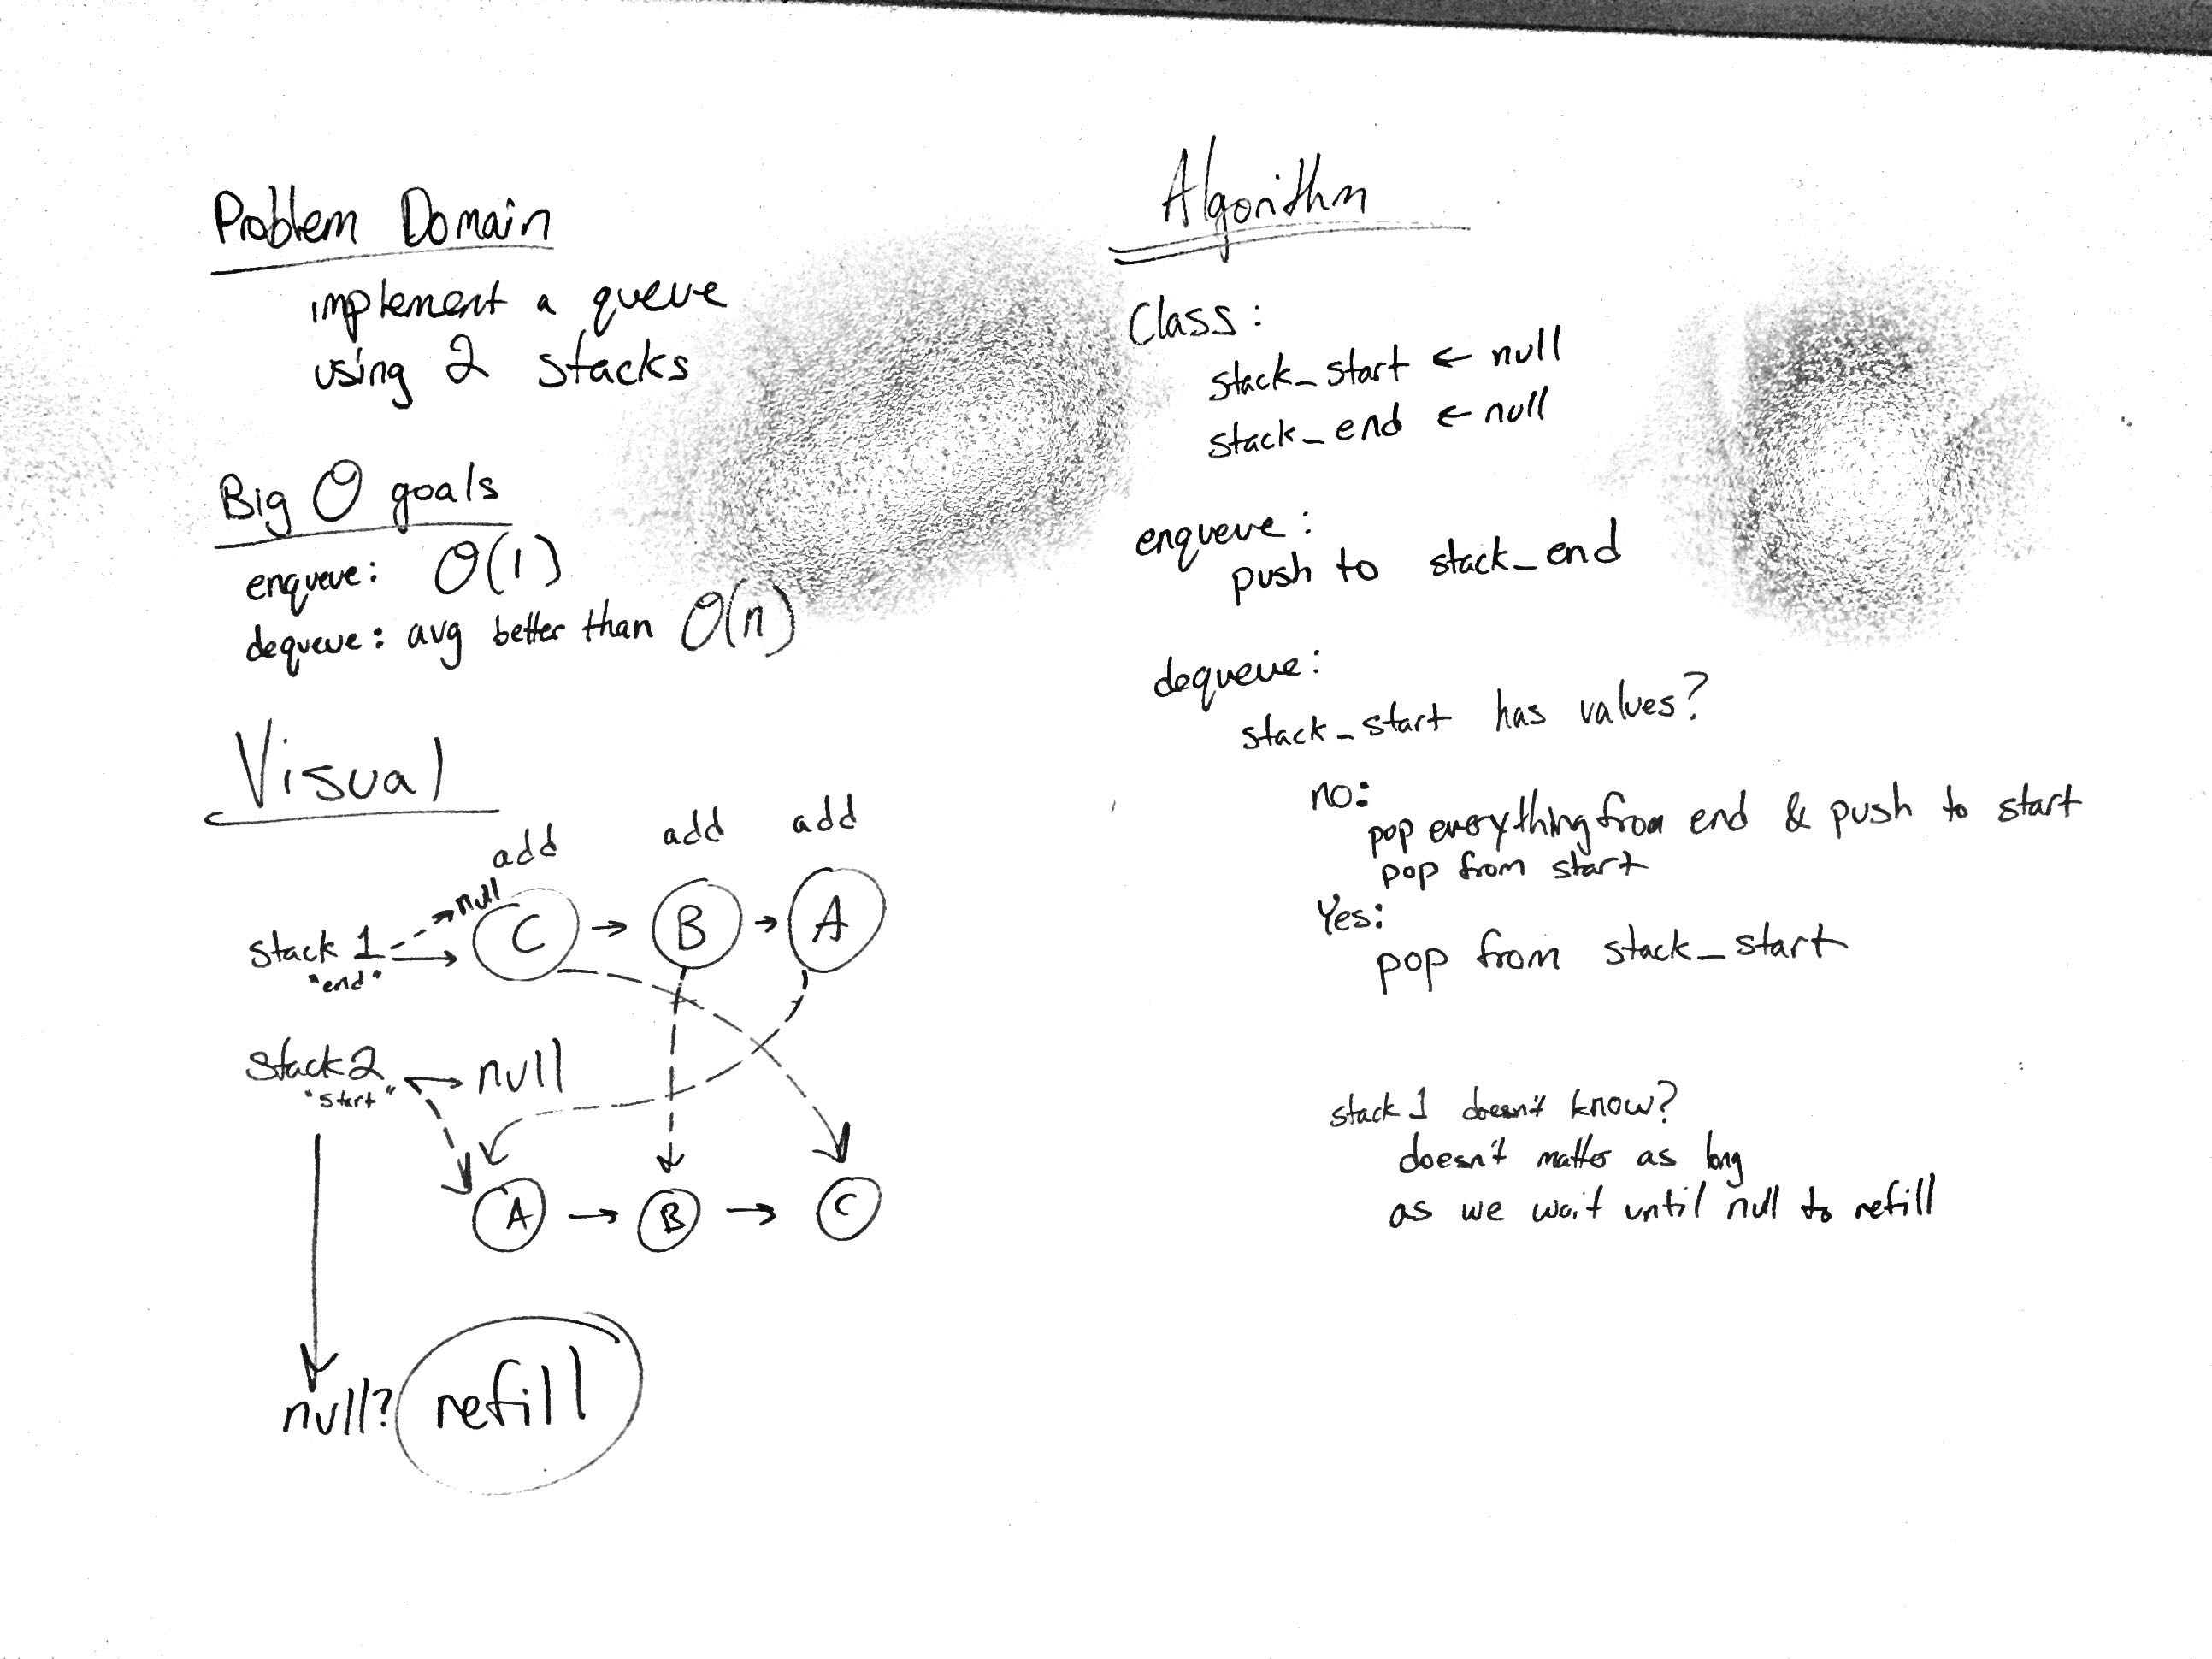 Problem Domain
implement a queue
using 2 stacks
Big O goals
enqueue: O(1)
dequeue: avg better than O(n)
Visual
add add add
null
stack 1 C → B → A
"end"
Stack 2 → null
"start"
A → B → C
null? refill
Algorithm
Class:
stack_start ← null
stack_end ← null
enqueue:
push to stack_end
dequeue:
stack_start has values?
no:
pop everything from end & push to start
pop from start
Yes:
pop from stack_start
stack 1 doesn't know?
doesn't matter as long
as we wait until null to refill